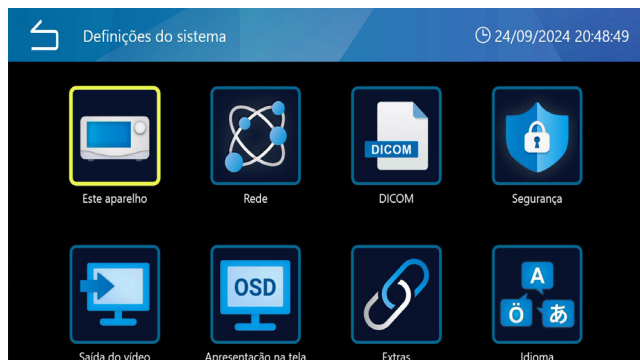 Definições do sistema
24/09/2024 20:48:49
DICOM
Este aparelho
Rede
DICOM
Segurança
OSD
A
Ö
あ
Saída do vídeo
Apresentação na tela
Extras
Idioma